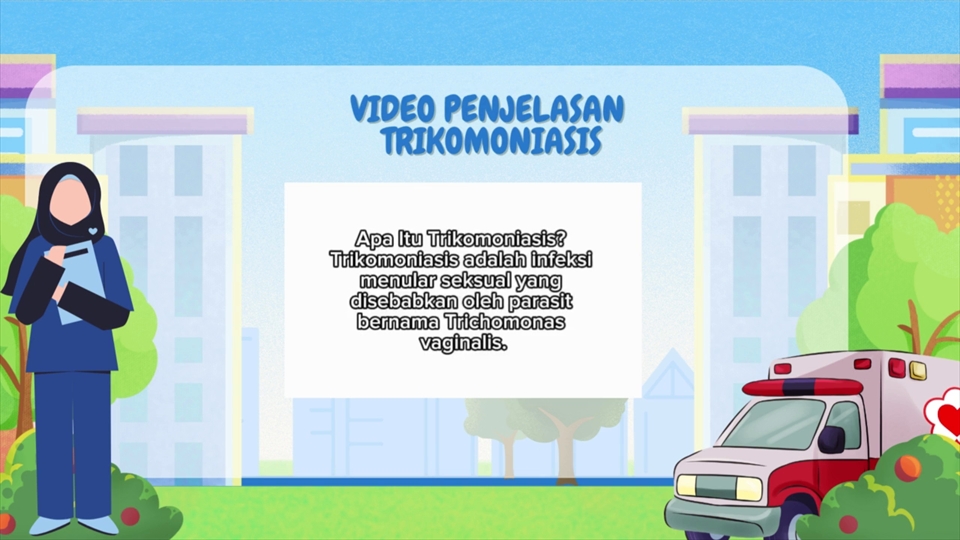 VIDEO PENJELASAN
TRIKOMONIASIS
Apa Itu Trikomoniasis?
Trikomoniasis adalah infeksi
menular seksual yang
disebabkan oleh parasit
bernama Trichomonas
vaginalis.